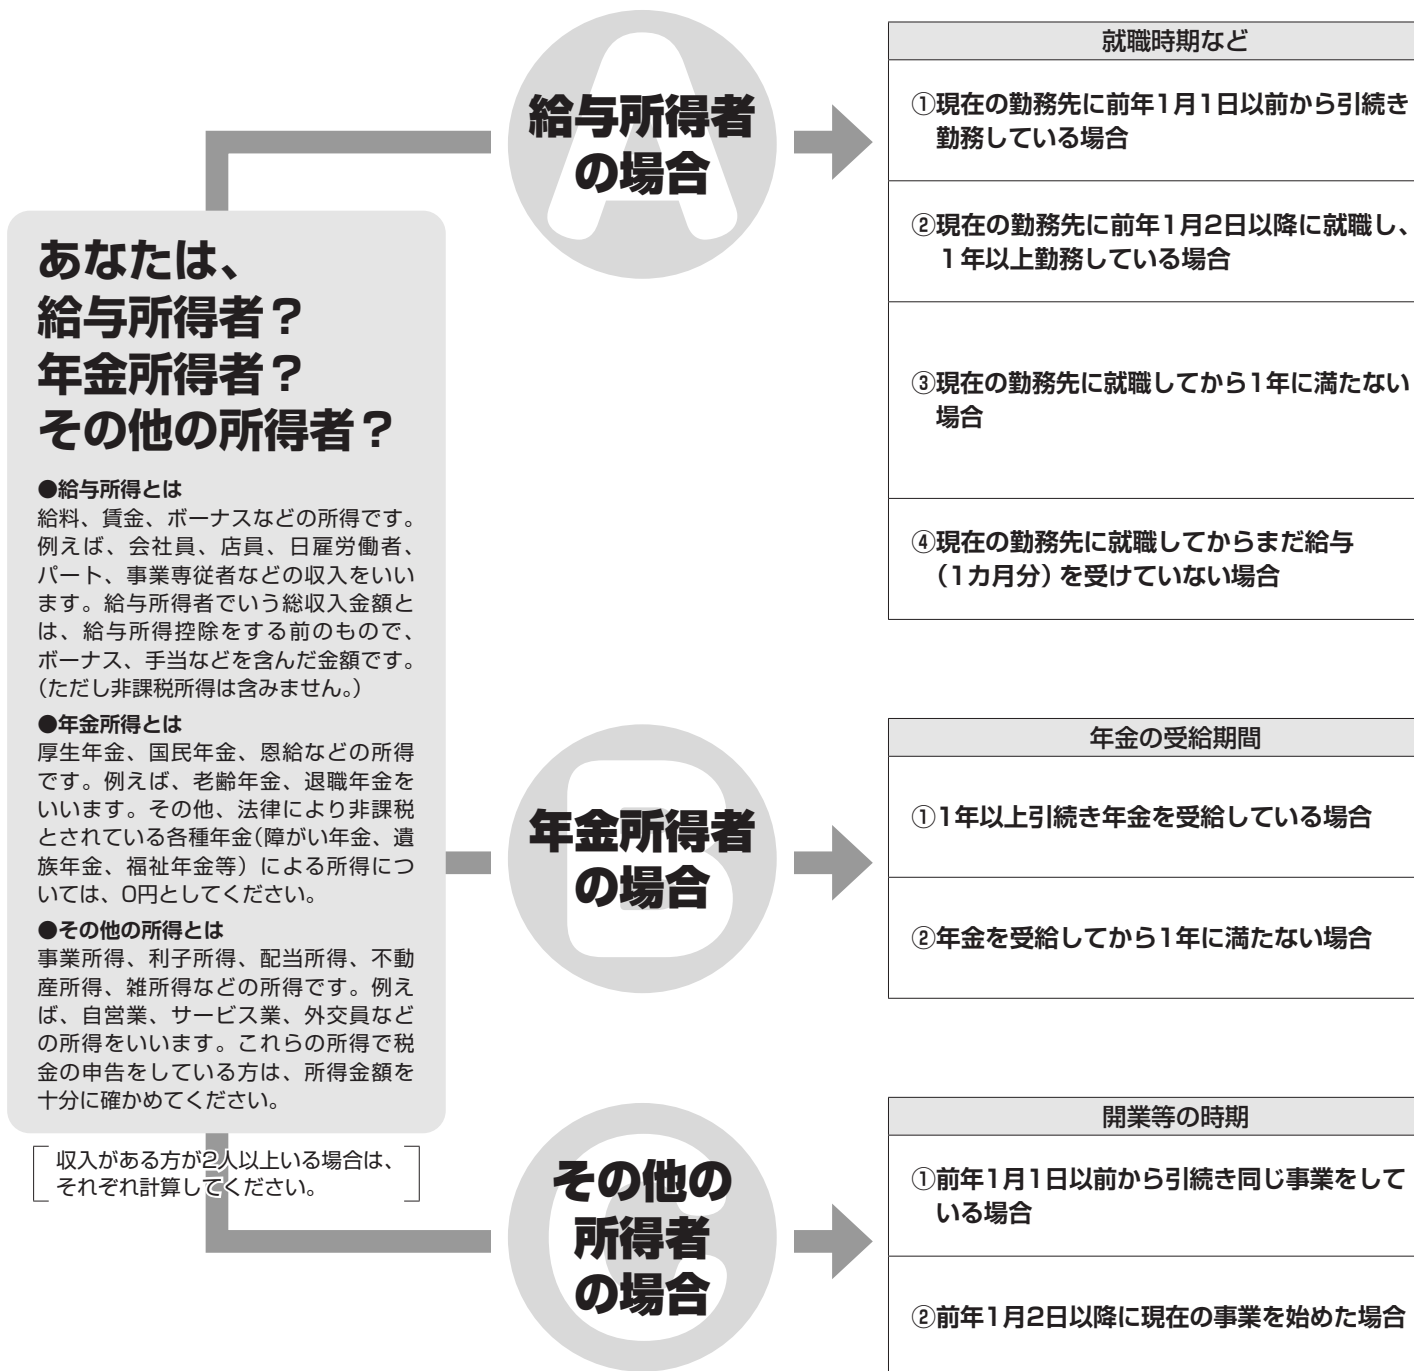 あなたは、
給与所得者？
年金所得者？
その他の所得者？
●給与所得とは
給料、賃金、ボーナスなどの所得です。
例えば、会社員、店員、日雇労働者、
パート、事業専従者などの収入をいい
ます。給与所得者でいう総収入金額と
は、給与所得控除をする前のもので、
ボーナス、手当などを含んだ金額です。
（ただし非課税所得は含みません。）
●年金所得とは
厚生年金、国民年金、恩給などの所得
です。例えば、老齢年金、退職年金を
いいます。その他、法律により非課税
とされている各種年金（障がい年金、遺
族年金、福祉年金等）による所得につ
いては、0円としてください。
●その他の所得とは
事業所得、利子所得、配当所得、不動
産所得、雑所得などの所得です。例え
ば、自営業、サービス業、外交員など
の所得をいいます。これらの所得で税
金の申告をしている方は、所得金額を
十分に確かめてください。
収入がある方が2人以上いる場合は、
それぞれ計算してください。
A
給与所得者
の場合
就職時期など
①現在の勤務先に前年1月1日以前から引続き
勤務している場合
②現在の勤務先に前年1月2日以降に就職し、
１年以上勤務している場合
③現在の勤務先に就職してから1年に満たない
場合
④現在の勤務先に就職してからまだ給与
（1カ月分）を受けていない場合
B
年金所得者
の場合
年金の受給期間
①1年以上引続き年金を受給している場合
②年金を受給してから1年に満たない場合
C
その他の
所得者
の場合
開業等の時期
①前年1月1日以前から引続き同じ事業をして
いる場合
②前年1月2日以降に現在の事業を始めた場合